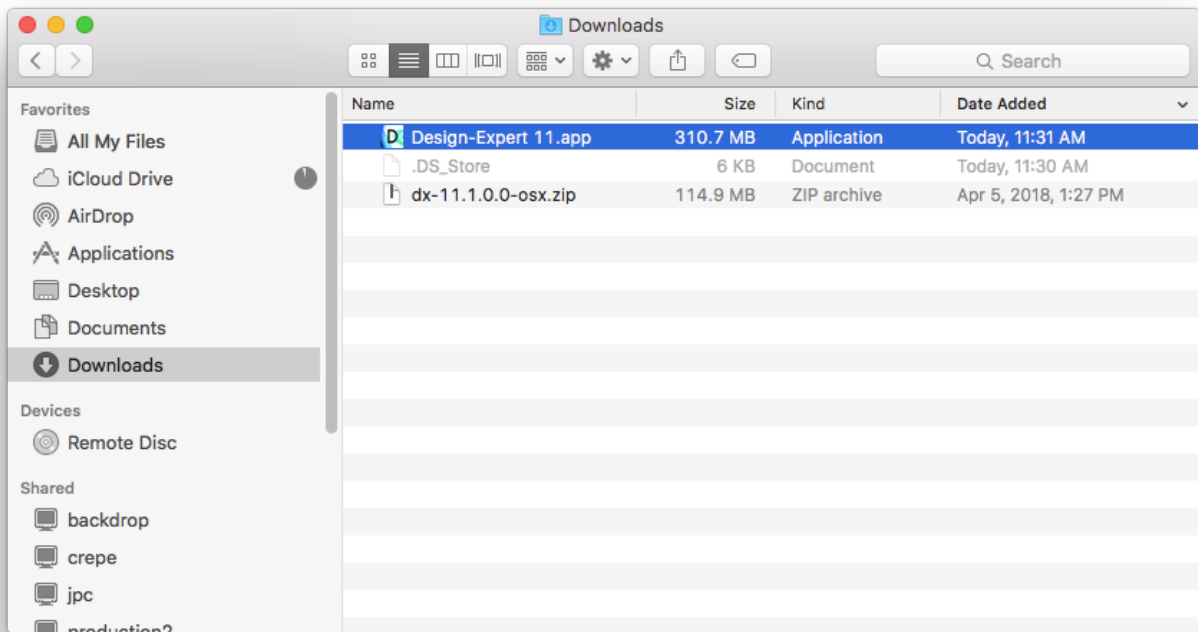 Downloads
Search
Favorites
All My Files
iCloud Drive
AirDrop
Applications
Desktop
Documents
Downloads
Devices
Remote Disc
Shared
backdrop
crepe
jpc
production2
Name Size Kind Date Added
Design-Expert 11.app 310.7 MB Application Today, 11:31 AM
.DS_Store 6 KB Document Today, 11:30 AM
dx-11.1.0.0-osx.zip 114.9 MB ZIP archive Apr 5, 2018, 1:27 PM